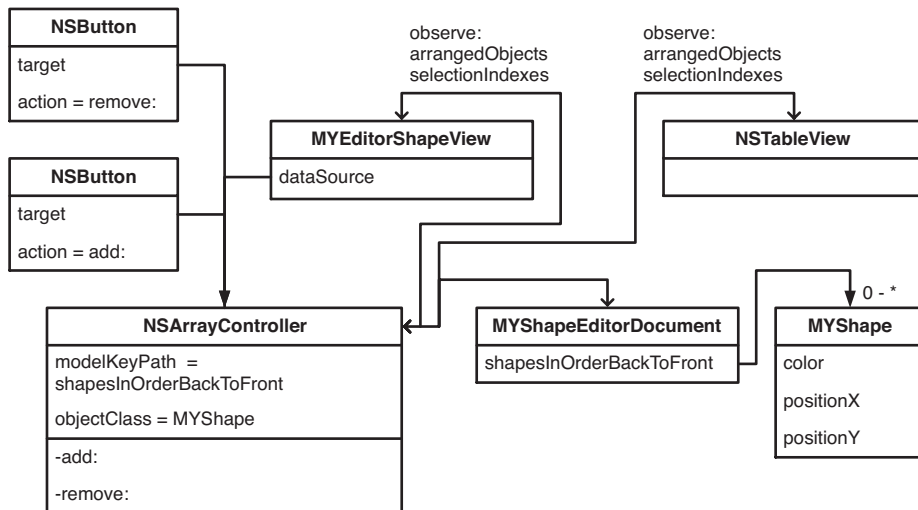 NSButton
target
action = remove:
observe:
arrangedObjects
selectionIndexes
observe:
arrangedObjects
selectionIndexes
MYEditorShapeView
dataSource
NSTableView
NSButton
target
action = add:
NSArrayController
modelKeyPath =
shapesInOrderBackToFront
objectClass = MYShape
-add:
-remove:
MYShapeEditorDocument
shapesInOrderBackToFront
0 - *
MYShape
color
positionX
positionY